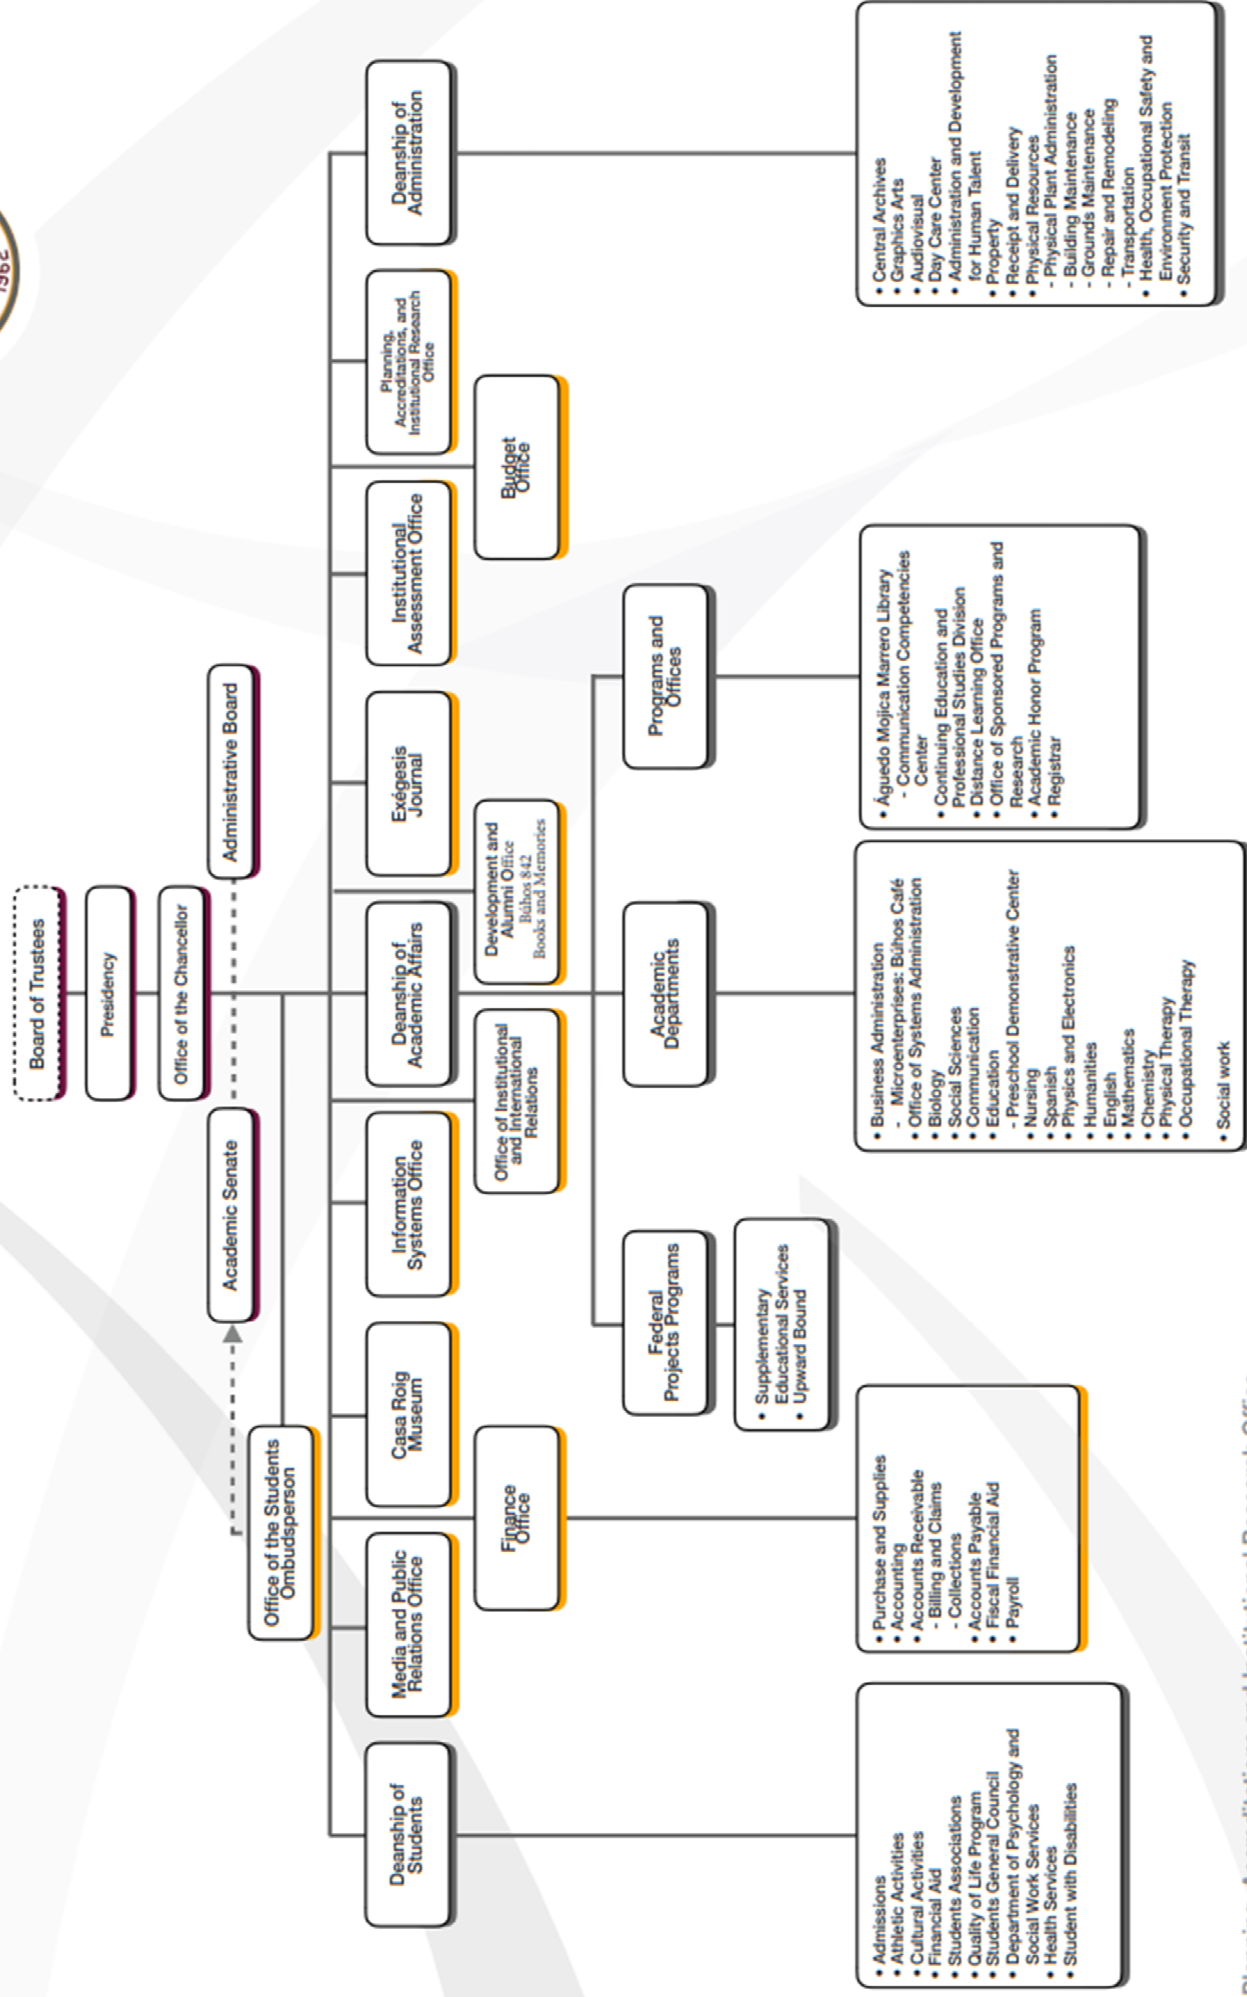 1962
Board of Trustees
Presidency
Office of the Chancellor
Academic Senate
Administrative Board
Office of the Students
Ombudsperson
Deanship of
Students
Media and Public
Relations Office
Casa Roig
Museum
Information
Systems Office
Deanship of
Academic Affairs
Exégesis
Journal
Institutional
Assessment Office
Planning,
Accreditations, and
Institutional Research
Office
Deanship of
Administration
Finance
Office
Office of Institutional
and International
Relations
Development and
Alumni Office
Búhos 842
Books and Memories
Budget
Office
Federal
Projects Programs
Academic
Departments
Programs and
Offices
• Supplementary
Educational Services
• Upward Bound
• Admissions
• Athletic Activities
• Cultural Activities
• Financial Aid
• Students Associations
• Quality of Life Program
• Students General Council
• Department of Psychology and
Social Work Services
• Health Services
• Student with Disabilities
• Purchase and Supplies
• Accounting
• Accounts Receivable
- Billing and Claims
- Collections
• Accounts Payable
• Fiscal Financial Aid
• Payroll
• Business Administration
- Microenterprises: Búhos Café
• Office of Systems Administration
• Biology
• Social Sciences
• Communication
• Education
- Preschool Demonstrative Center
• Nursing
• Spanish
• Physics and Electronics
• Humanities
• English
• Mathematics
• Chemistry
• Physical Therapy
• Occupational Therapy
• Social work
• Águedo Mojica Marrero Library
- Communication Competencies
Center
• Continuing Education and
Professional Studies Division
• Distance Learning Office
• Office of Sponsored Programs and
Research
• Academic Honor Program
• Registrar
• Central Archives
• Graphics Arts
• Audiovisual
• Day Care Center
• Administration and Development
for Human Talent
• Property
• Receipt and Delivery
• Physical Resources
- Physical Plant Administration
- Building Maintenance
- Grounds Maintenance
- Repair and Remodeling
- Transportation
• Health, Occupational Safety and
Environment Protection
• Security and Transit